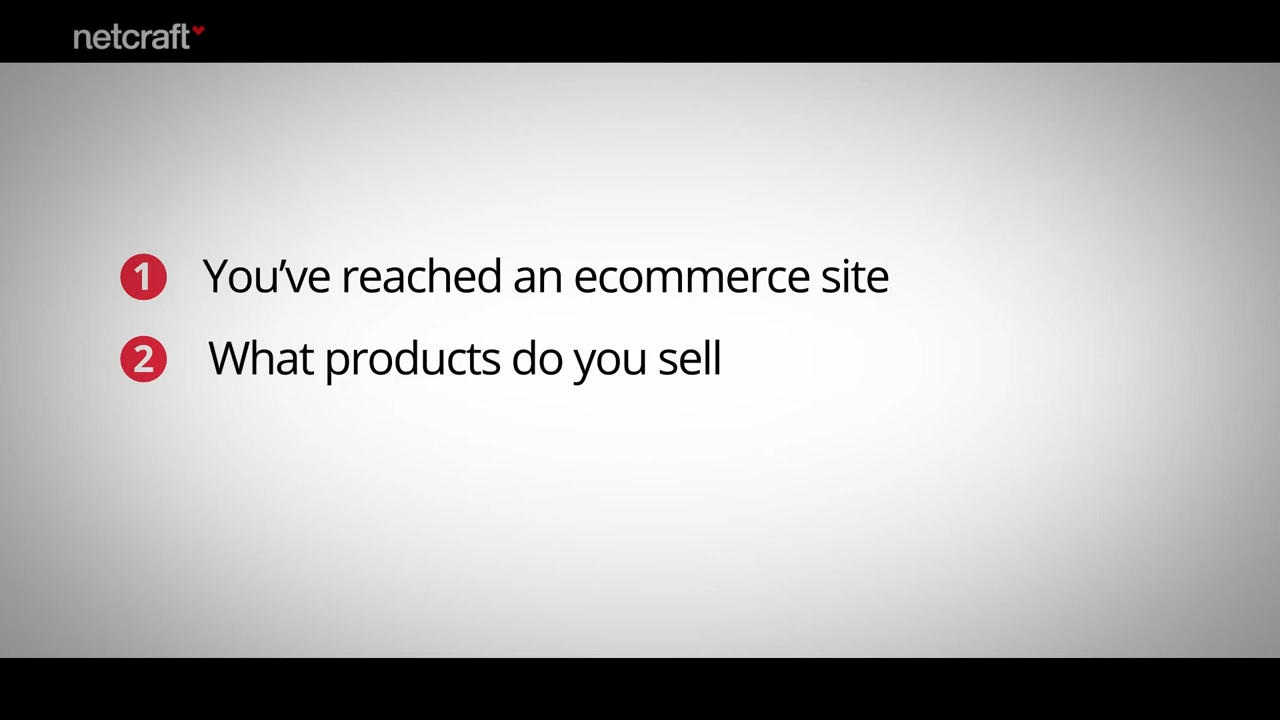 netcraft
1 You’ve reached an ecommerce site
2 What products do you sell